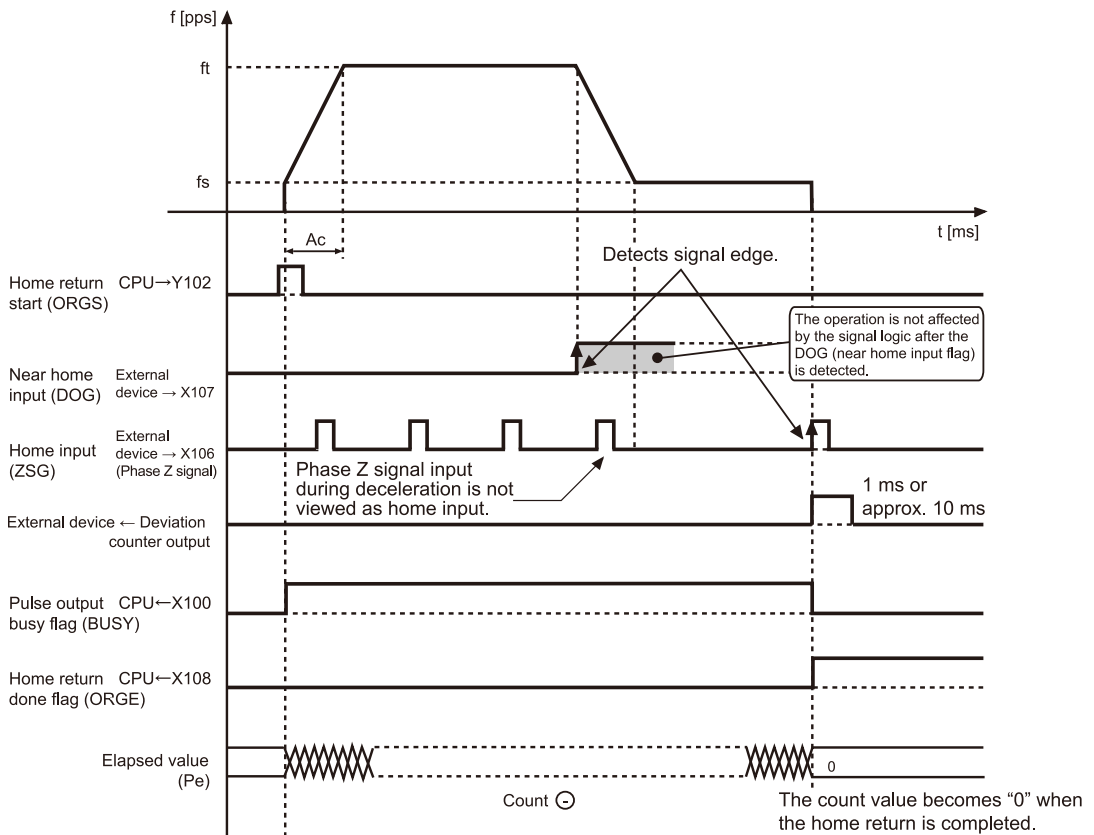 f [pps]
ft
fs
t [ms]
Ac
Detects signal edge.
Home return CPU→Y102
start (ORGS)
The operation is not affected
by the signal logic after the
DOG (near home input flag)
is detected.
Near home External
input (DOG) device → X107
Home input External
(ZSG) device → X106
(Phase Z signal)
Phase Z signal input
during deceleration is not
viewed as home input.
1 ms or
approx. 10 ms
External device ← Deviation
counter output
Pulse output CPU←X100
busy flag (BUSY)
Home return CPU←X108
done flag (ORGE)
Elapsed value
(Pe)
0
Count ⊖
The count value becomes “0” when
the home return is completed.